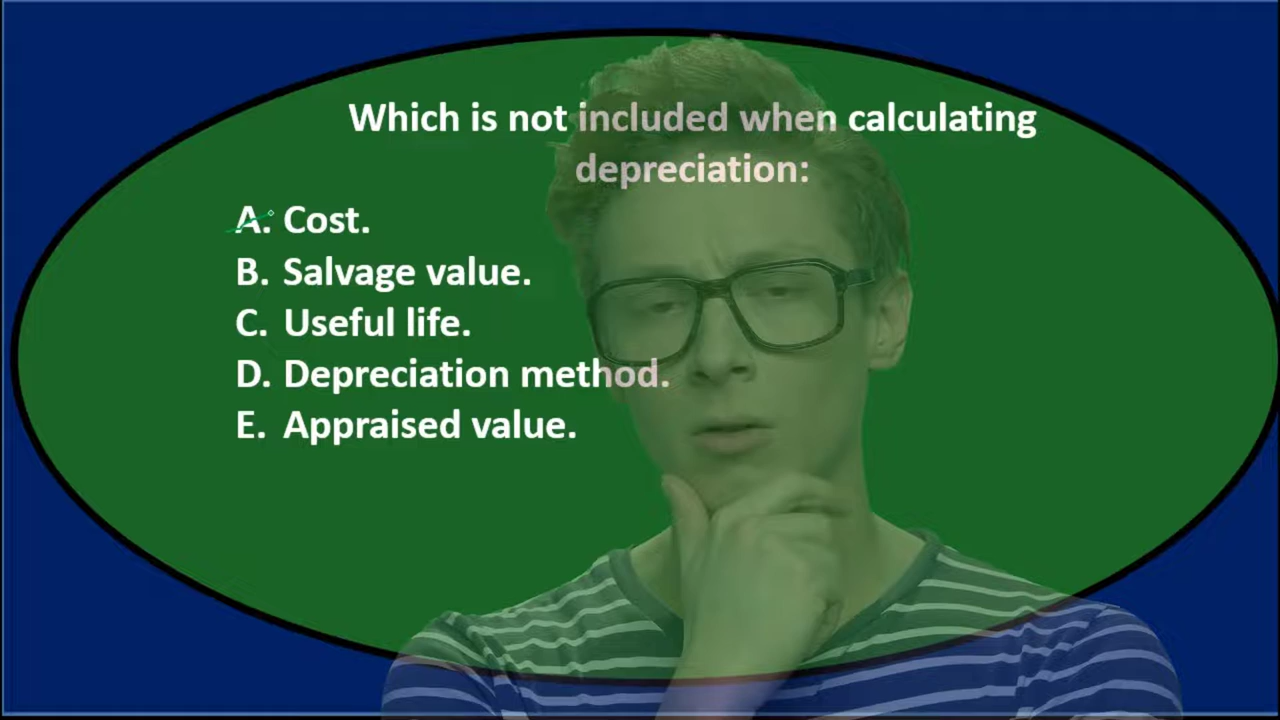 Which is not included when calculating
depreciation:
A. Cost.
B. Salvage value.
C. Useful life.
D. Depreciation method.
E. Appraised value.